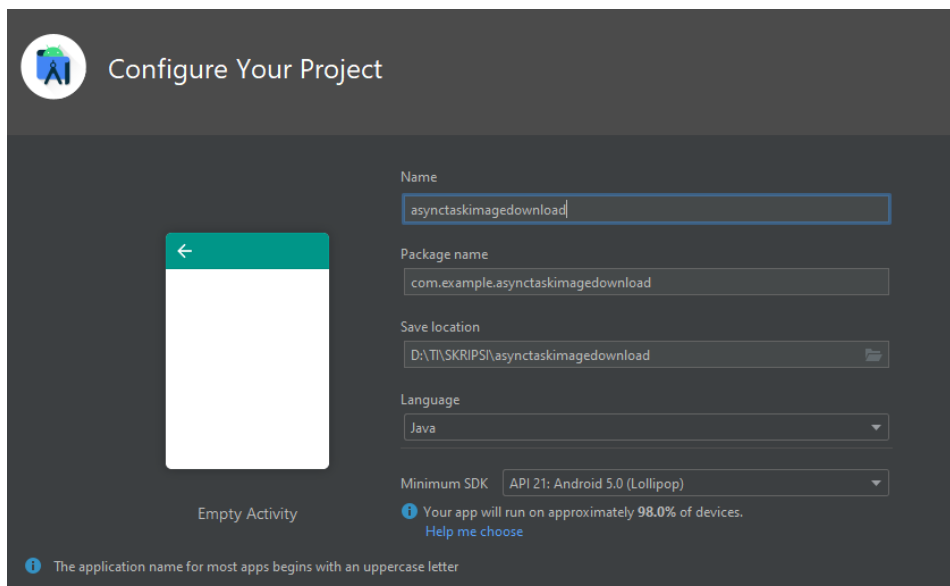 Configure Your Project
Name
asynctaskimagedownload
Package name
com.example.asynctaskimagedownload
Save location
D:\TI\SKRIPSI\asynctaskimagedownload
Language
Java
Minimum SDK API 21: Android 5.0 (Lollipop)
Your app will run on approximately 98.0% of devices.
Help me choose
Empty Activity
The application name for most apps begins with an uppercase letter